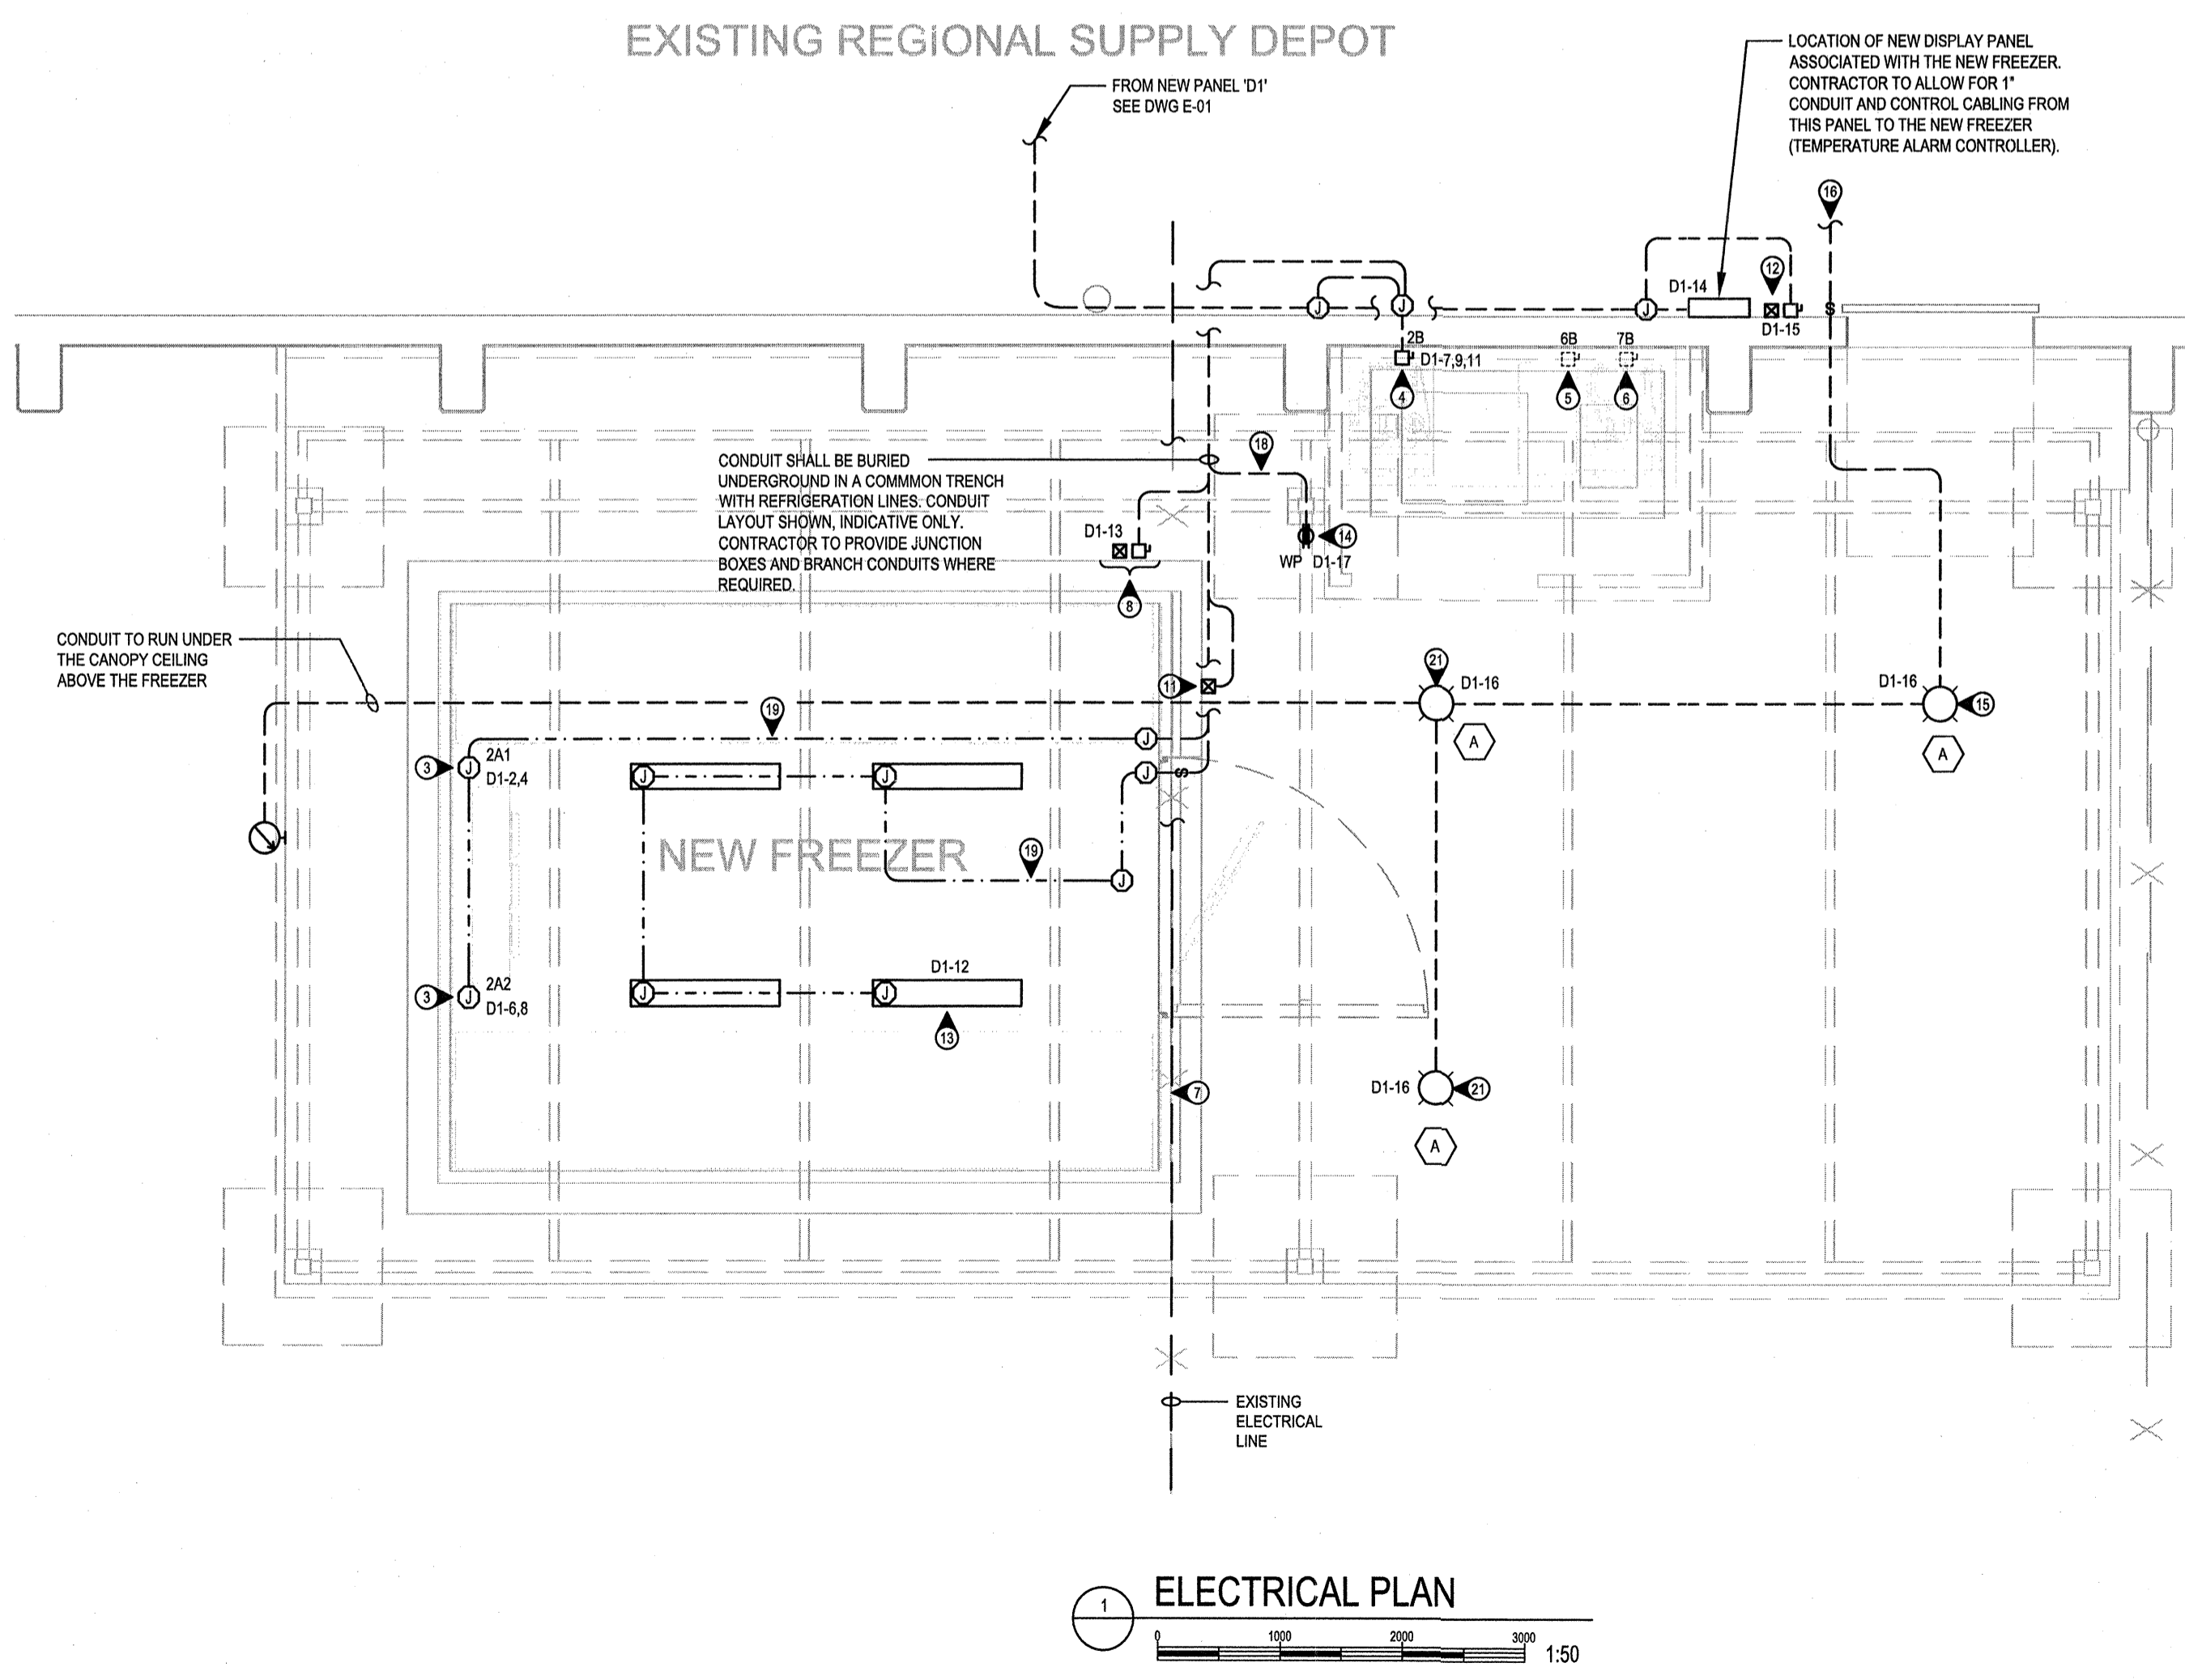 EXISTING REGIONAL SUPPLY DEPOT
FROM NEW PANEL 'D1'
SEE DWG E-01
LOCATION OF NEW DISPLAY PANEL
ASSOCIATED WITH THE NEW FREEZER.
CONTRACTOR TO ALLOW FOR 1"
CONDUIT AND CONTROL CABLING FROM
THIS PANEL TO THE NEW FREEZER
(TEMPERATURE ALARM CONTROLLER).
16
12
D1-14
J
J
J
S
D1-15
2B
6B
7B
D1-7,9,11
4
5
6
18
CONDUIT SHALL BE BURIED
UNDERGROUND IN A COMMMON TRENCH
WITH REFRIGERATION LINES. CONDUIT
LAYOUT SHOWN, INDICATIVE ONLY.
CONTRACTOR TO PROVIDE JUNCTION
BOXES AND BRANCH CONDUITS WHERE
REQUIRED.
D1-13
8
14
WP D1-17
CONDUIT TO RUN UNDER
THE CANOPY CEILING
ABOVE THE FREEZER
11
21
D1-16
A
D1-16
15
A
19
J
3
J
2A1
D1-2,4
J
J
J
S
NEW FREEZER
19
J
3
J
2A2
D1-6,8
J
J
D1-12
13
7
D1-16
21
A
EXISTING
ELECTRICAL
LINE
1
ELECTRICAL PLAN
0 1000 2000 3000
1:50